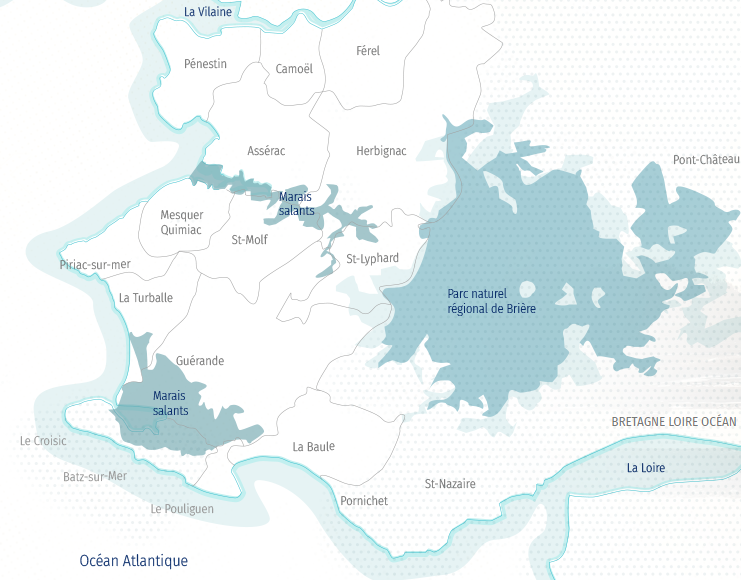 La Vilaine
Férel
Pénestin
Camoël
Assérac
Herbignac
Pont-Château
Marais
salants
Mesquer
Quimiac
St-Molf
St-Lyphard
Piriac-sur-mer
La Turballe
Parc naturel
régional de Brière
Guérande
Marais
salants
BRETAGNE LOIRE OCÉAN
Le Croisic
La Baule
La Loire
Batz-sur-Mer
St-Nazaire
Pornichet
Le Pouliguen
Océan Atlantique